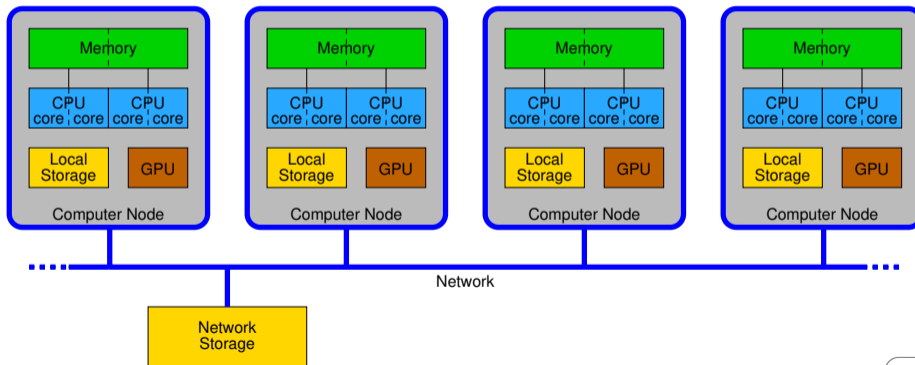 Memory Memory Memory Memory
CPU CPU CPU CPU CPU CPU CPU CPU
core core core core core core core core core core core core core core core core
Local Local Local Local
Storage GPU Storage GPU Storage GPU Storage GPU
Computer Node Computer Node Computer Node Computer Node
Network
Network
Storage